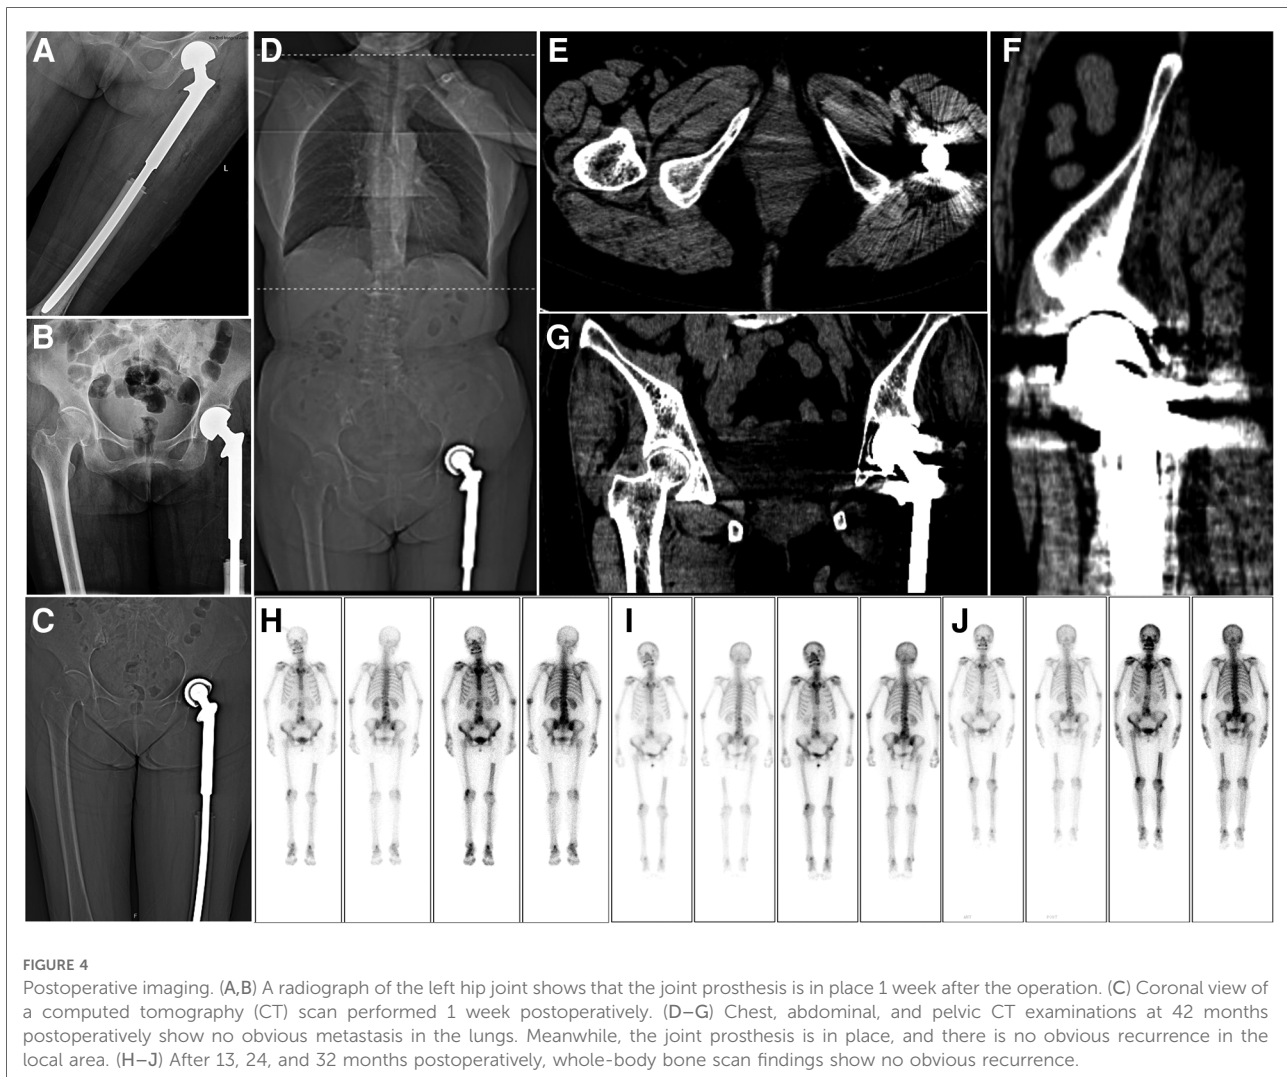 A
D
E
F
L
B
G
C
H
I
J
F
FIGURE 4
Postoperative imaging. (A,B) A radiograph of the left hip joint shows that the joint prosthesis is in place 1 week after the operation. (C) Coronal view of
a computed tomography (CT) scan performed 1 week postoperatively. (D–G) Chest, abdominal, and pelvic CT examinations at 42 months
postoperatively show no obvious metastasis in the lungs. Meanwhile, the joint prosthesis is in place, and there is no obvious recurrence in the
local area. (H–J) After 13, 24, and 32 months postoperatively, whole-body bone scan findings show no obvious recurrence.